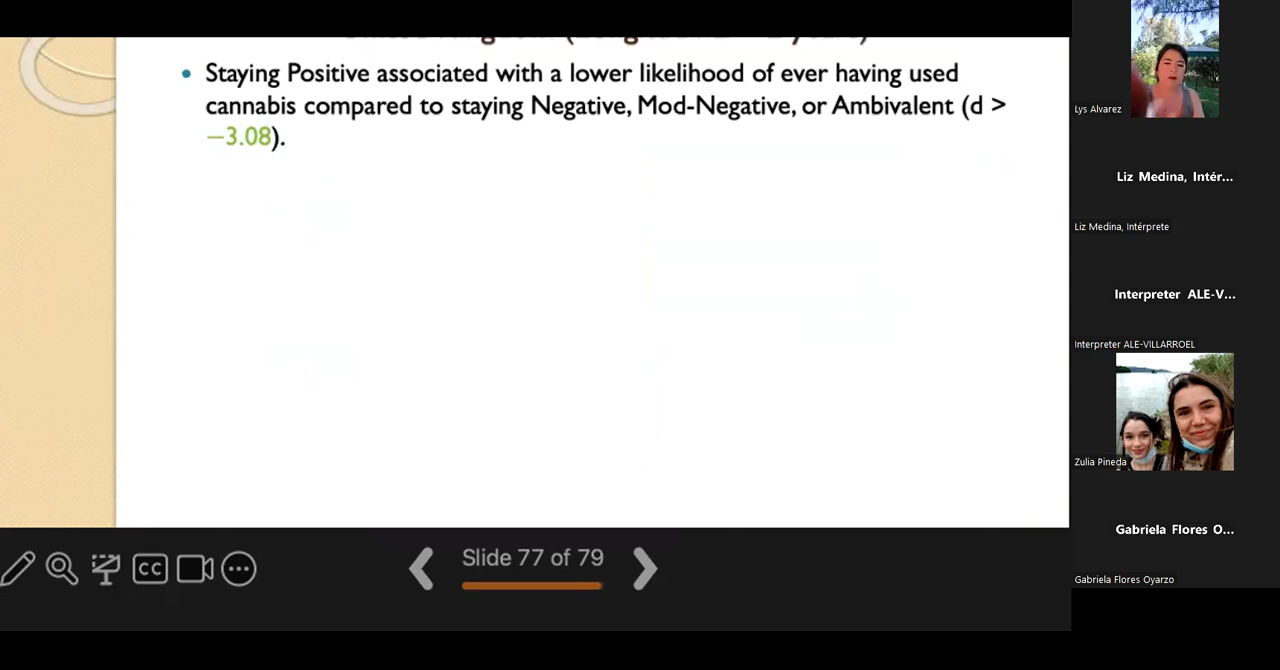 • Staying Positive associated with a lower likelihood of ever having used
cannabis compared to staying Negative, Mod-Negative, or Ambivalent (d >
−3.08).
CC
Slide 77 of 79
Lys Alvarez
Liz Medina, Intér...
Liz Medina, Intérprete
Interpreter ALE-V...
Interpreter ALE-VILLARROEL
Zulia Pineda
Gabriela Flores O...
Gabriela Flores Oyarzo